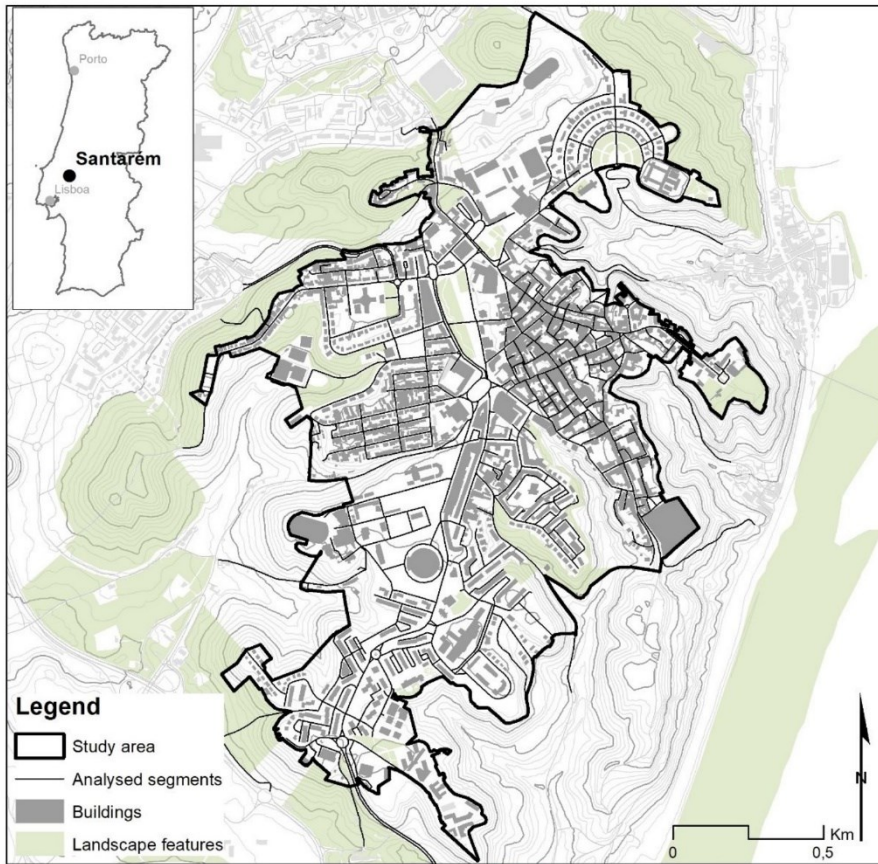 Porto
Santarém
Lisboa
Legend
Study area
Analysed segments
Buildings
Landscape features
N
Km
0 0,5